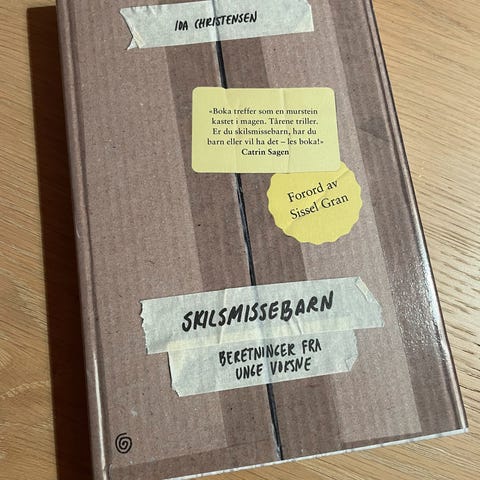 IDA CHRISTENSEN
«Boka treffer som en murstein
kastet i magen. Tårene triller.
Er du skilsmissebarn, har du
barn eller vil ha det – les boka!»
Catrin Sagen
Forord av
Sissel Gran
SKILSMISSEBARN
BERETNINGER FRA
UNGE VOKSNE